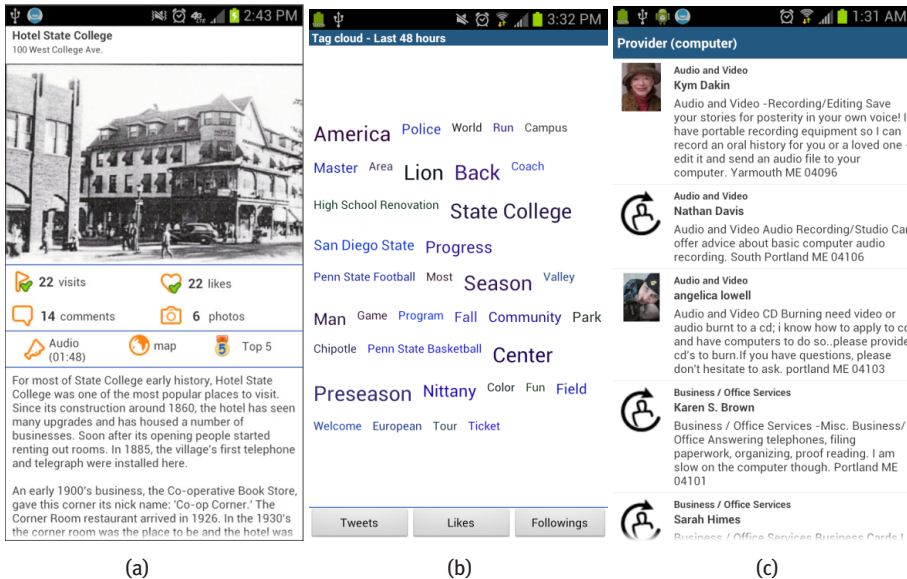 2:43 PM
Hotel State College
100 West College Ave.
22 visits
22 likes
14 comments
6 photos
Audio
(01:48)
map
Top 5
For most of State College early history, Hotel State
College was one of the most popular places to visit.
Since its construction around 1860, the hotel has seen
many upgrades and has housed a number of
businesses. Soon after its opening people started
renting out rooms. In 1885, the village's first telephone
and telegraph were installed here.
An early 1900's business, the Co-operative Book Store,
gave this corner its nick name: 'Co-op Corner.' The
Corner Room restaurant arrived in 1926. In the 1930's
the corner room was the place to be and the hotel was
(a)
3:32 PM
Tag cloud - Last 48 hours
America Police World Run Campus
Master Area Lion Back Coach
High School Renovation State College
San Diego State Progress
Penn State Football Most Season Valley
Man Game Program Fall Community Park
Chipotle Penn State Basketball Center
Preseason Nittany Color Fun Field
Welcome European Tour Ticket
Tweets Likes Followings
(b)
1:31 AM
Provider (computer)
Audio and Video
Kym Dakin
Audio and Video -Recording/Editing Save
your stories for posterity in your own voice! I
have portable recording equipment so I can
record an oral history for you or a loved one -
edit it and send an audio file to your
computer. Yarmouth ME 04096
Audio and Video
Nathan Davis
Audio and Video Audio Recording/Studio Can
offer advice about basic computer audio
recording. South Portland ME 04106
Audio and Video
angelica lowell
Audio and Video CD Burning need video or
audio burnt to a cd; i know how to apply to cd
and have computers to do so..please provide
cd's to burn.If you have questions, please
don't hesitate to ask. portland ME 04103
Business / Office Services
Karen S. Brown
Business / Office Services -Misc. Business/
Office Answering telephones, filing
paperwork, organizing, proof reading. I am
slow on the computer though. Portland ME
04101
Business / Office Services
Sarah Himes
Business / Office Services Business Cards I
(c)